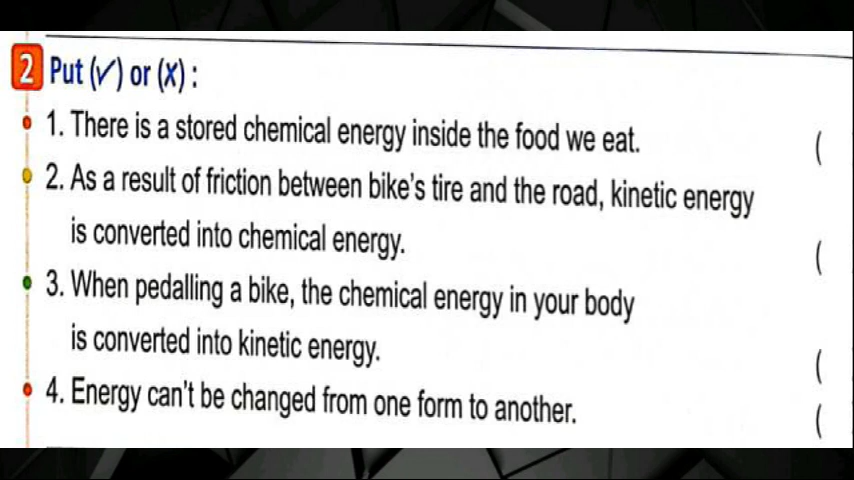 2 Put (✓) or (X) :
1. There is a stored chemical energy inside the food we eat. (
2. As a result of friction between bike's tire and the road, kinetic energy
is converted into chemical energy. (
3. When pedalling a bike, the chemical energy in your body
is converted into kinetic energy. (
4. Energy can't be changed from one form to another. (